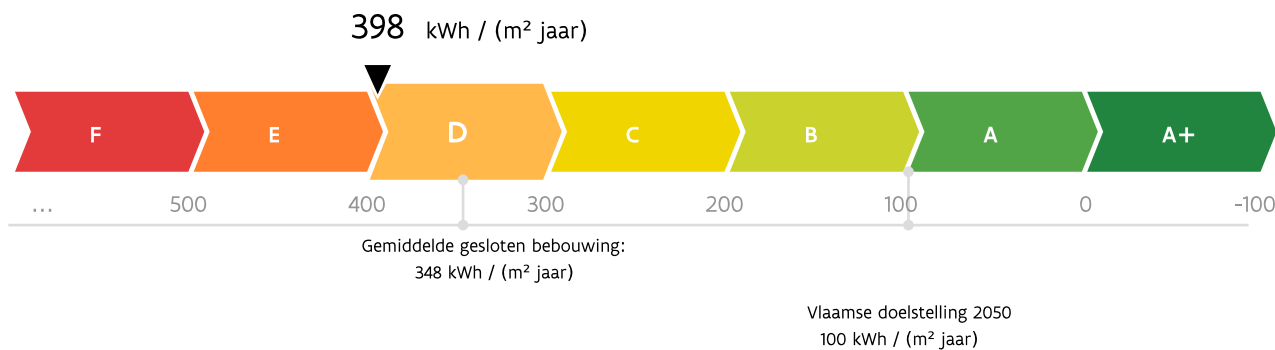 398 kWh / (m² jaar)
F E D C B A A+
... 500 400 300 200 100 0 -100
Gemiddelde gesloten bebouwing:
348 kWh / (m² jaar)
Vlaamse doelstelling 2050
100 kWh / (m² jaar)